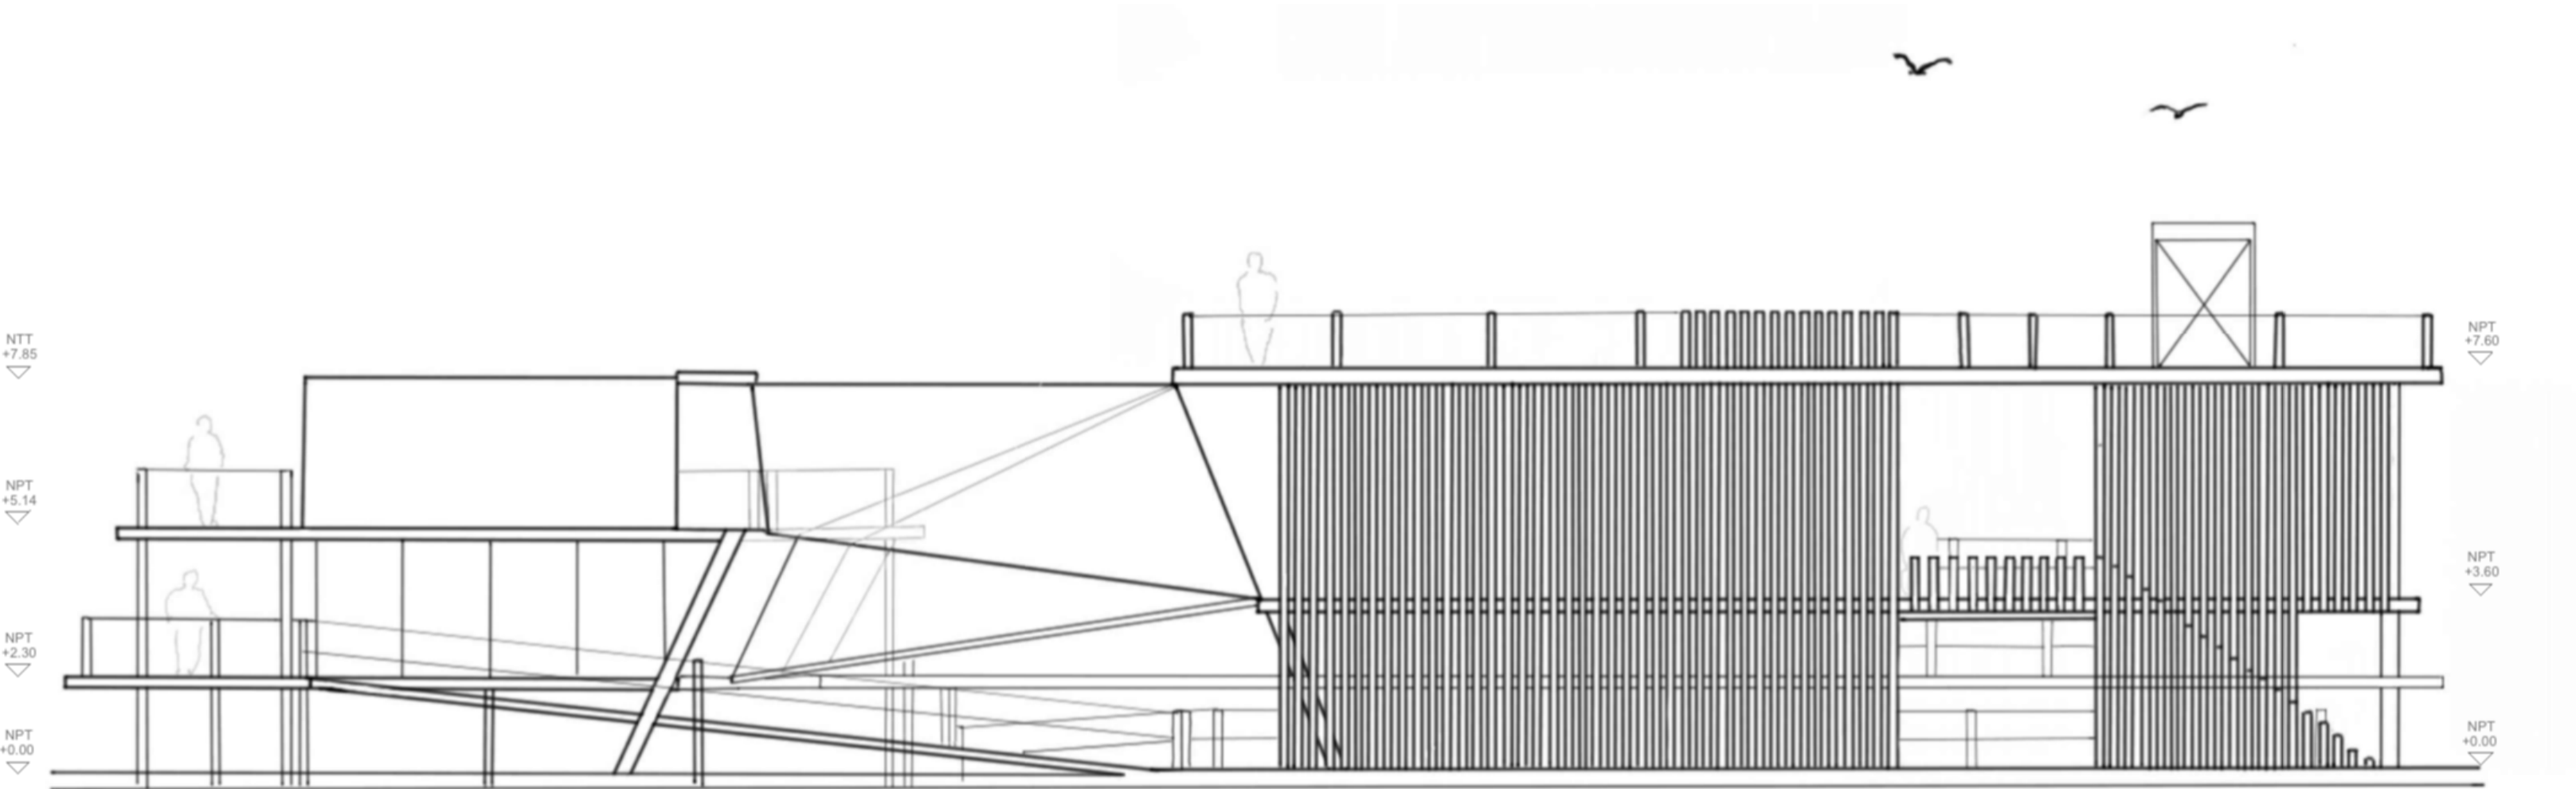 NTT
+7.85
NPT
+5.14
NPT
+2.30
NPT
+0.00
NPT
+7.60
NPT
+3.60
NPT
+0.00